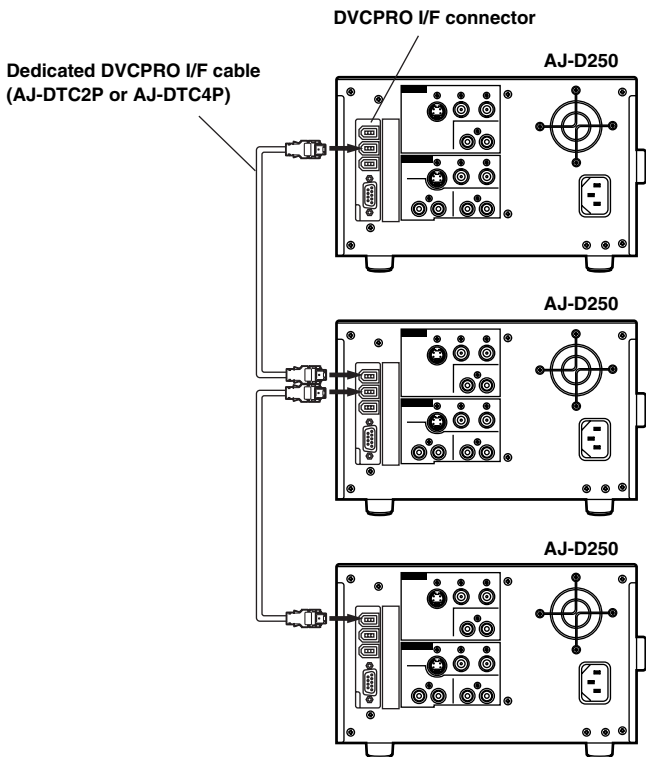 DVCPRO I/F connector
AJ-D250
Dedicated DVCPRO I/F cable
(AJ-DTC2P or AJ-DTC4P)
AJ-D250
AJ-D250